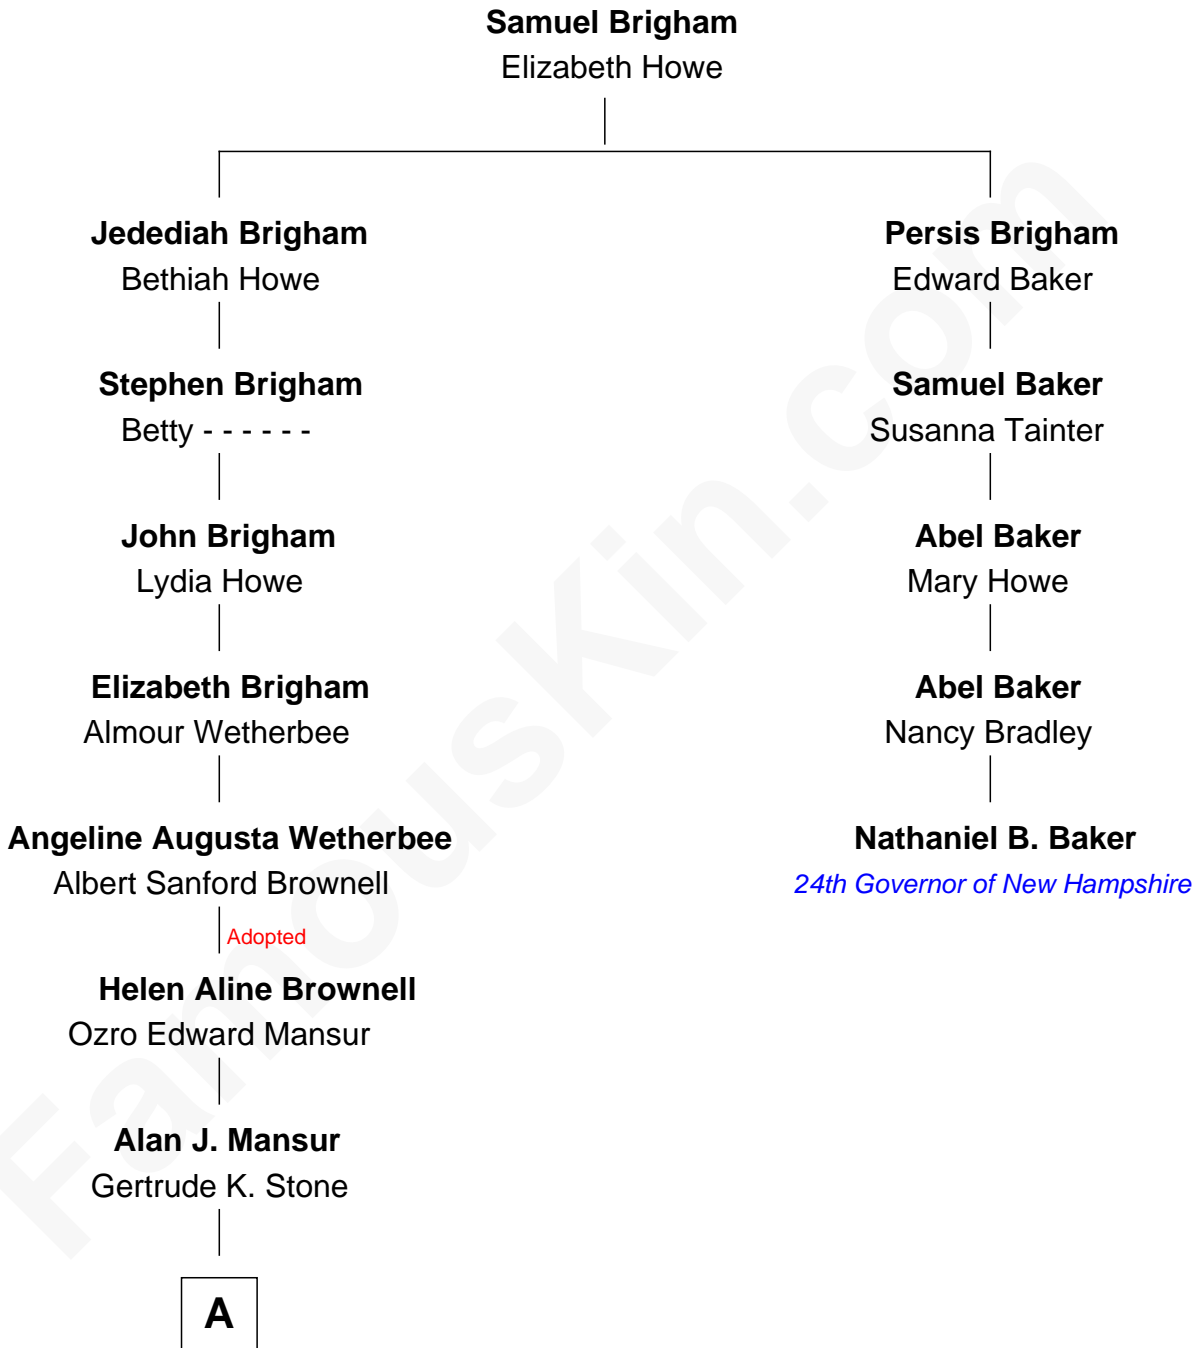 Samuel Brigham
Elizabeth Howe
Jedediah Brigham
Bethiah Howe
Persis Brigham
Edward Baker
Stephen Brigham
Betty - - - - - -
Samuel Baker
Susanna Tainter
John Brigham
Lydia Howe
Abel Baker
Mary Howe
Elizabeth Brigham
Almour Wetherbee
Abel Baker
Nancy Bradley
Angeline Augusta Wetherbee
Albert Sanford Brownell
Nathaniel B. Baker
24th Governor of New Hampshire
Adopted
Helen Aline Brownell
Ozro Edward Mansur
Alan J. Mansur
Gertrude K. Stone
A
FamousKin.com